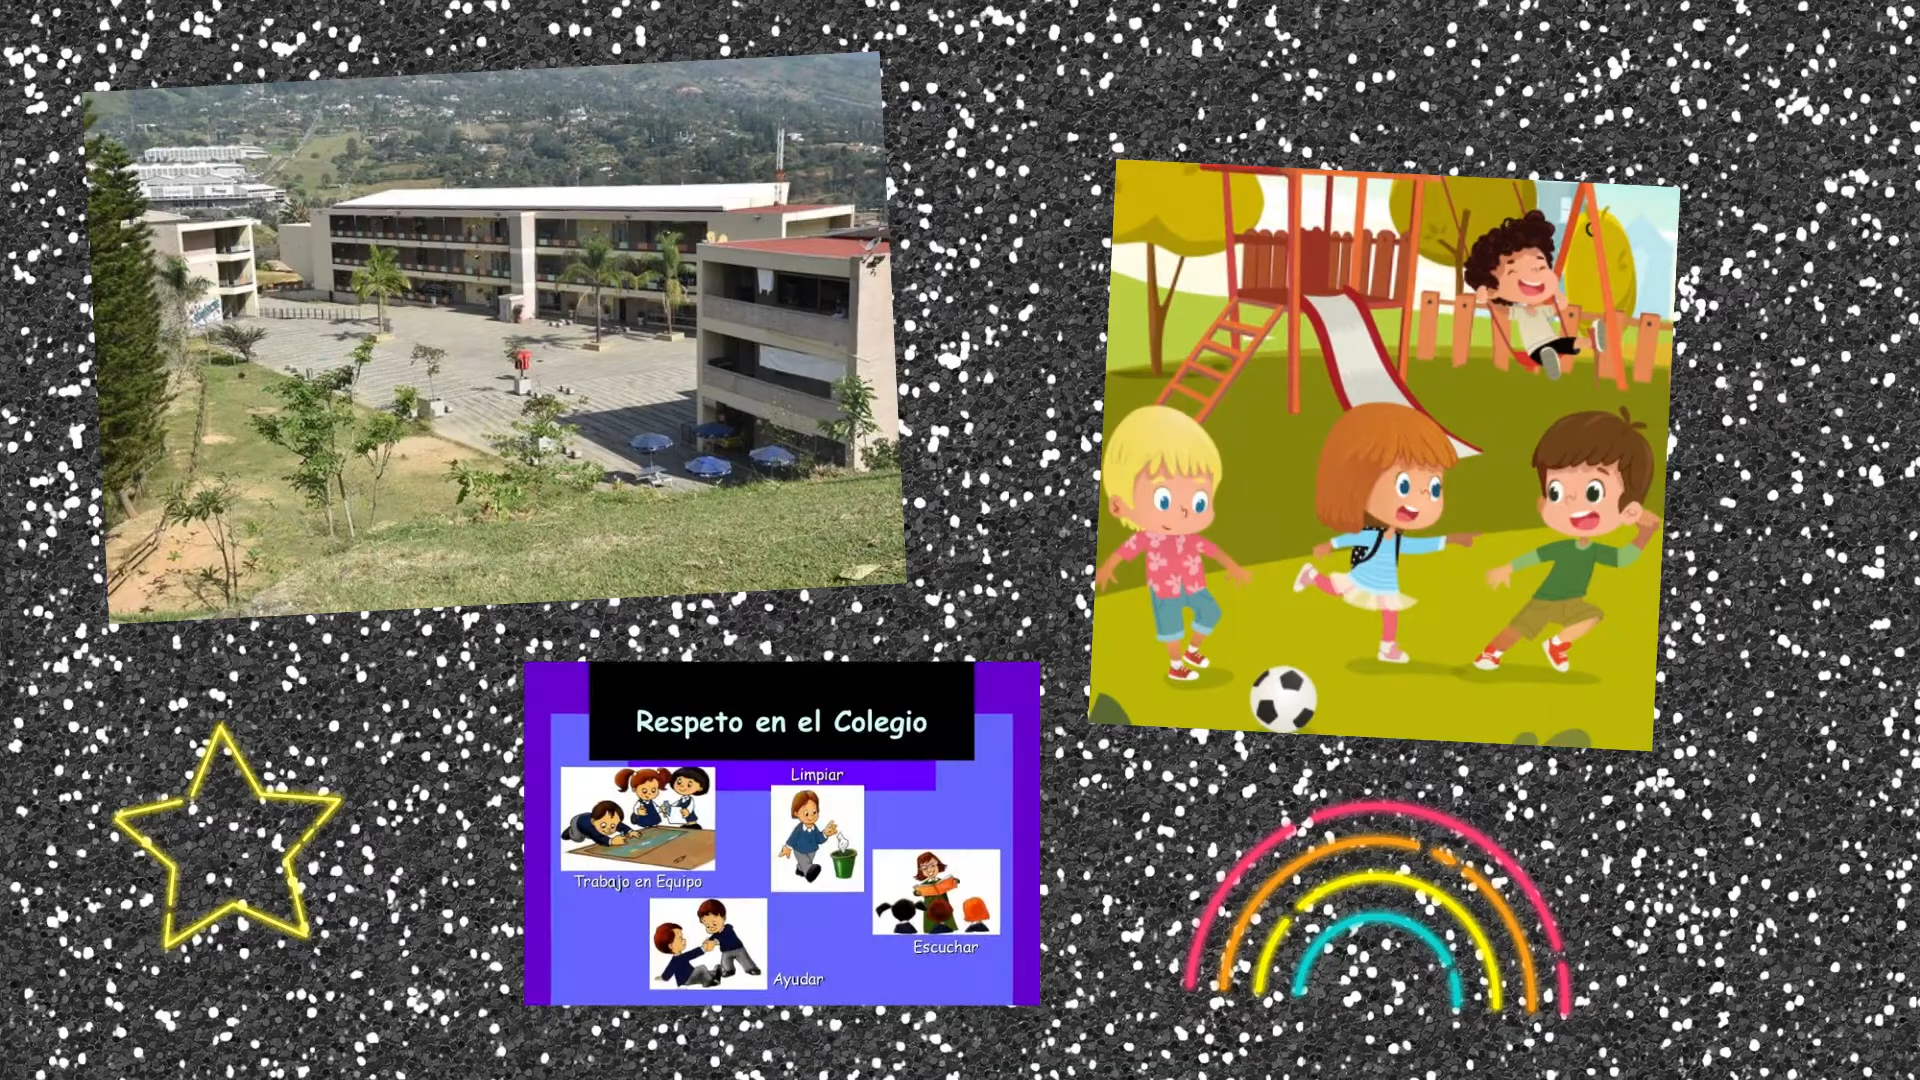 Respeto en el Colegio
Limpiar
Trabajo en Equipo
Escuchar
Ayudar